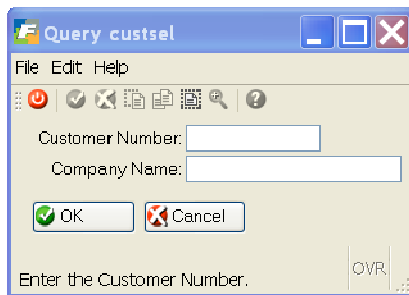 Query custsel
File Edit Help
Customer Number:
Company Name:
OK Cancel
Enter the Customer Number.
OVR